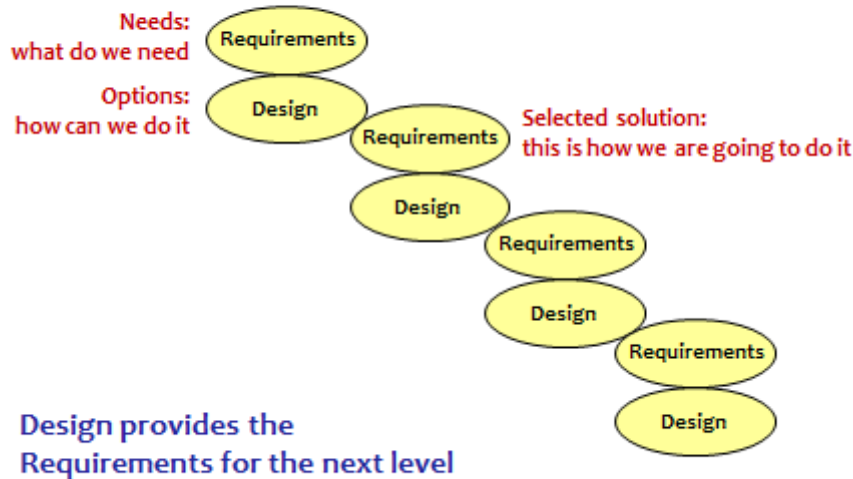 Needs:
what do we need
Requirements
Options:
how can we do it
Design
Requirements
Selected solution:
this is how we are going to do it
Design
Requirements
Design
Requirements
Design
Design provides the
Requirements for the next level